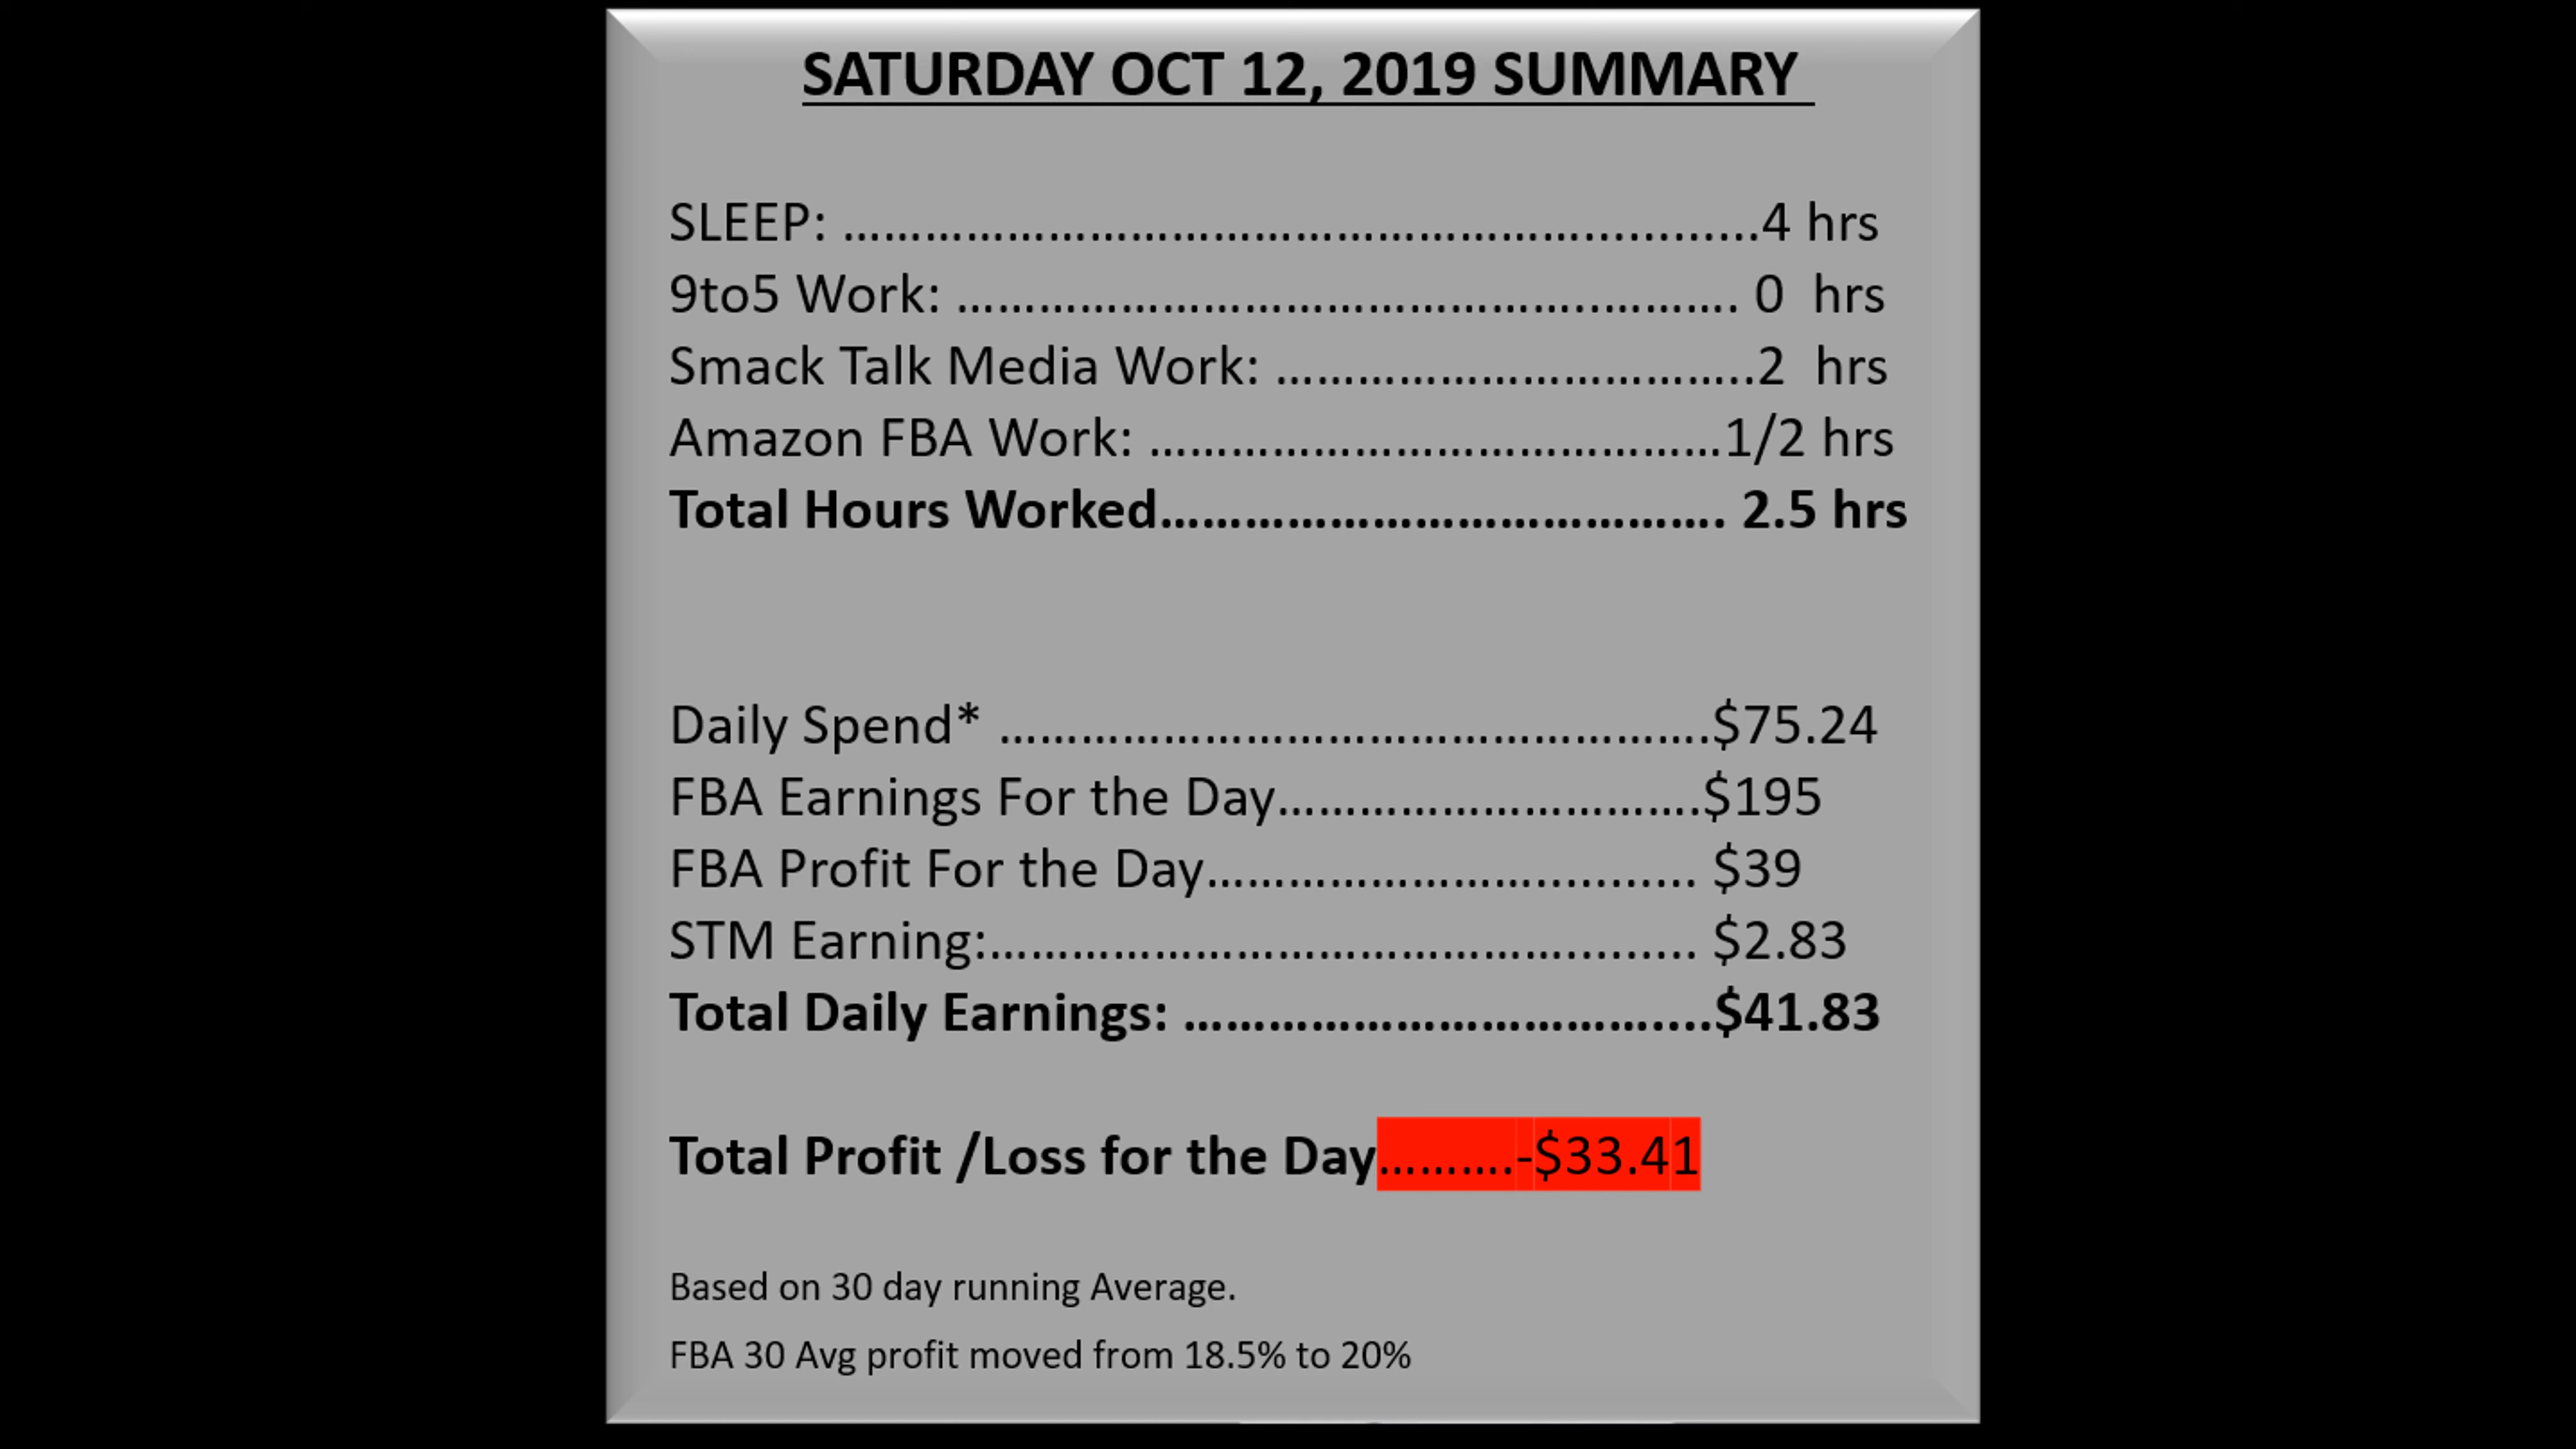 SATURDAY OCT 12, 2019 SUMMARY
SLEEP: ..........................................................4 hrs
9to5 Work: .................................................. 0 hrs
Smack Talk Media Work: ..............................2 hrs
Amazon FBA Work: ....................................1/2 hrs
Total Hours Worked.................................... 2.5 hrs
Daily Spend* ..............................................$75.24
FBA Earnings For the Day............................$195
FBA Profit For the Day................................ $39
STM Earning:.............................................. $2.83
Total Daily Earnings: ..................................$41.83
Total Profit /Loss for the Day..........-$33.41
Based on 30 day running Average.
FBA 30 Avg profit moved from 18.5% to 20%